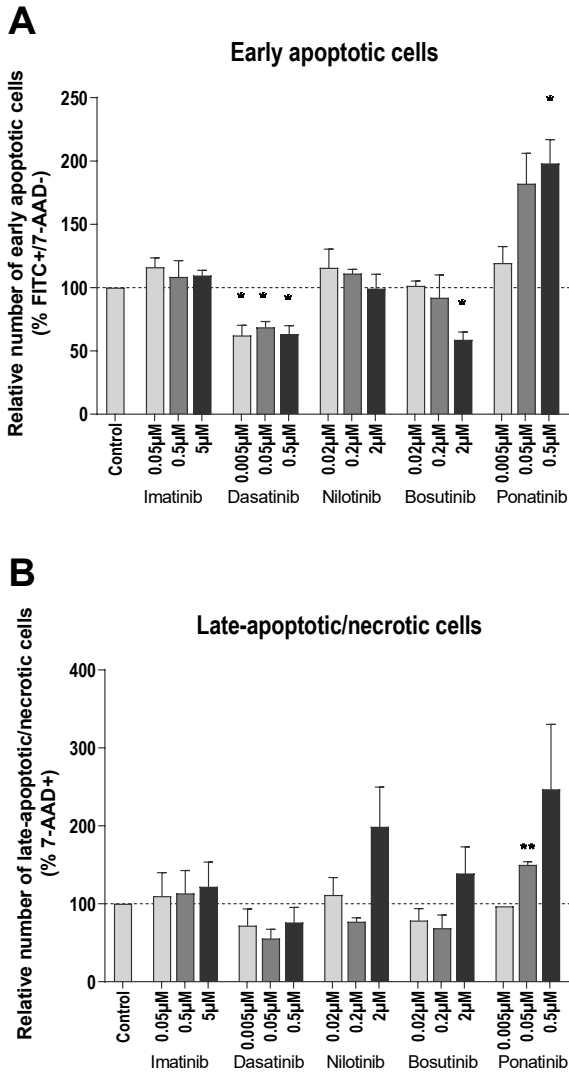 A
Early apoptotic cells
Relative number of early apoptotic cells
(% FITC+/7-AAD-)
250
200
150
100
50
0
* * * * *
Control 0.05µM 0.5µM 5µM 0.005µM 0.05µM 0.5µM 0.02µM 0.2µM 2µM 0.02µM 0.2µM 2µM 0.005µM 0.05µM 0.5µM
Imatinib Dasatinib Nilotinib Bosutinib Ponatinib
B
Late-apoptotic/necrotic cells
Relative number of late-apoptotic/necrotic cells
(% 7-AAD+)
400
300
200
100
0
**
Control 0.05µM 0.5µM 5µM 0.005µM 0.05µM 0.5µM 0.02µM 0.2µM 2µM 0.02µM 0.2µM 2µM 0.005µM 0.05µM 0.5µM
Imatinib Dasatinib Nilotinib Bosutinib Ponatinib